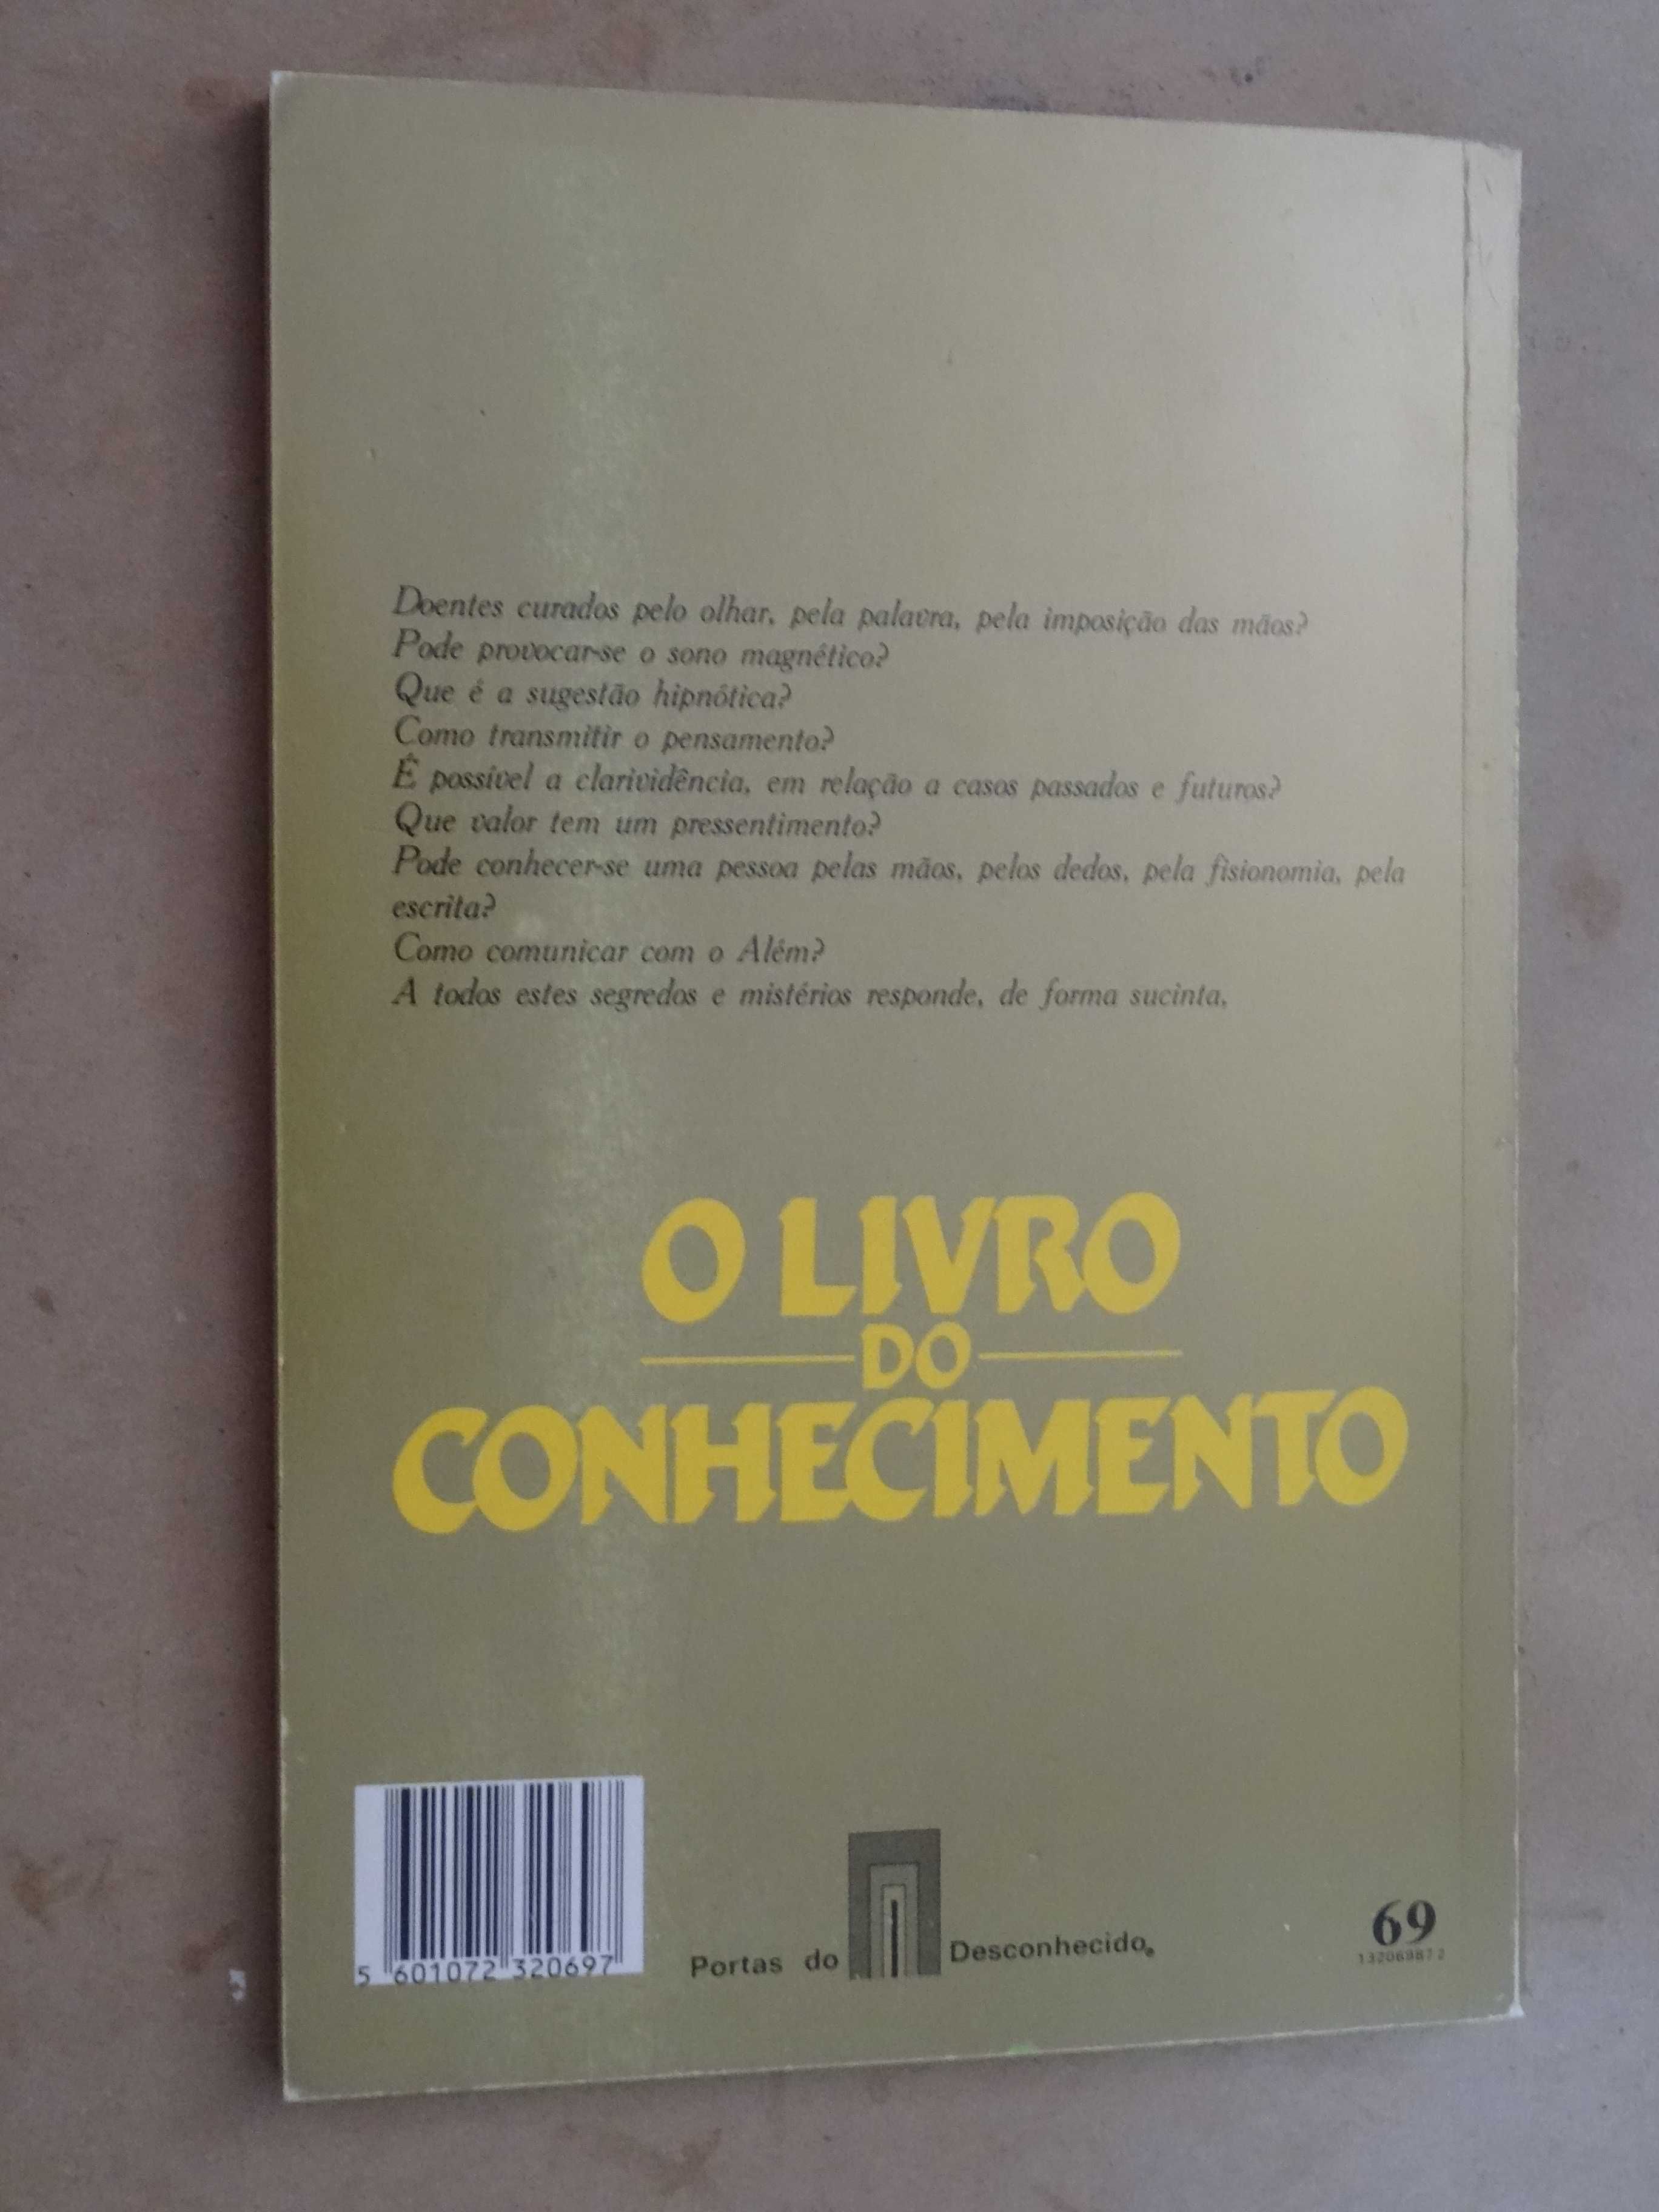 Doentes curados pelo olhar, pela palavra, pela imposição das mãos?
Pode provocar-se o sono magnético?
Que é a sugestão hipnótica?
Como transmitir o pensamento?
É possível a clarividência, em relação a casos passados e futuros?
Que valor tem um pressentimento?
Pode conhecer-se uma pessoa pelas mãos, pelos dedos, pela fisionomia, pela
escrita?
Como comunicar com o Além?
A todos estes segredos e mistérios responde, de forma sucinta,
O LIVRO
DO
CONHECIMENTO
5 601072 320697
Portas do Desconhecido
69